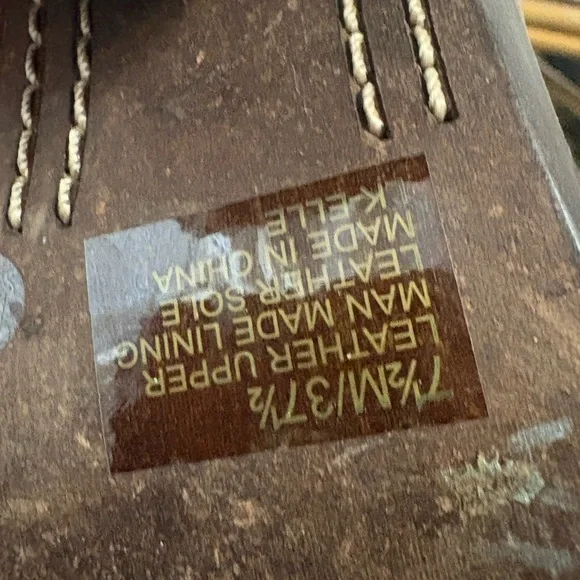 7½M/37½
LEATHER UPPER
MAN MADE LINING
LEATHER SOLE
MADE IN CHINA
K-ELLE